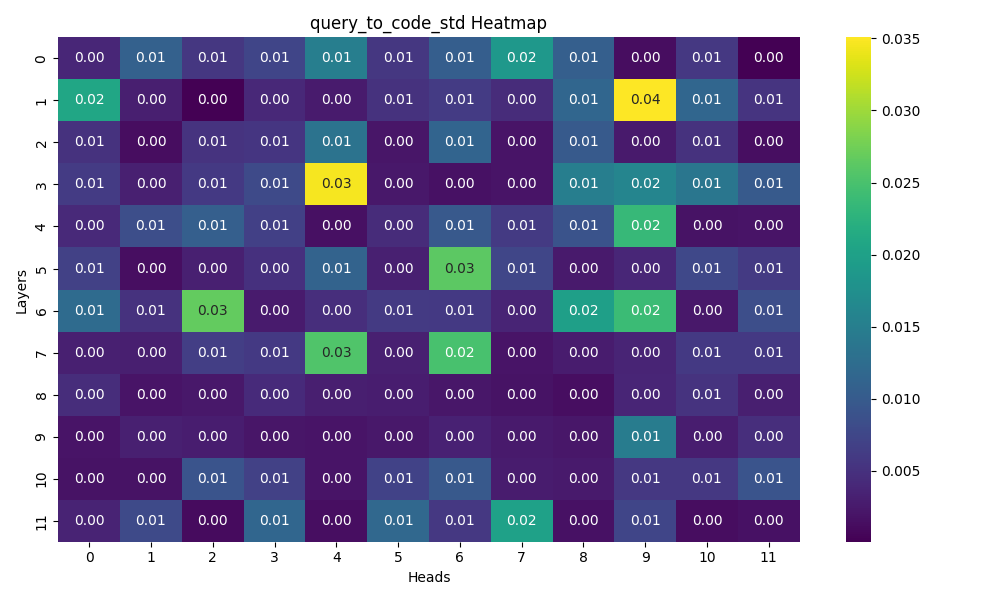 query_to_code_std Heatmap
0 0.00 0.01 0.01 0.01 0.01 0.01 0.01 0.02 0.01 0.00 0.01 0.00
1 0.02 0.00 0.00 0.00 0.00 0.01 0.01 0.00 0.01 0.04 0.01 0.01
2 0.01 0.00 0.01 0.01 0.01 0.00 0.01 0.00 0.01 0.00 0.01 0.00
3 0.01 0.00 0.01 0.01 0.03 0.00 0.00 0.00 0.01 0.02 0.01 0.01
4 0.00 0.01 0.01 0.01 0.00 0.00 0.01 0.01 0.01 0.02 0.00 0.00
5 0.01 0.00 0.00 0.00 0.01 0.00 0.03 0.01 0.00 0.00 0.01 0.01
6 0.01 0.01 0.03 0.00 0.00 0.01 0.01 0.00 0.02 0.02 0.00 0.01
7 0.00 0.00 0.01 0.01 0.03 0.00 0.02 0.00 0.00 0.00 0.01 0.01
8 0.00 0.00 0.00 0.00 0.00 0.00 0.00 0.00 0.00 0.00 0.01 0.00
9 0.00 0.00 0.00 0.00 0.00 0.00 0.00 0.00 0.00 0.01 0.00 0.00
10 0.00 0.00 0.01 0.01 0.00 0.01 0.01 0.00 0.00 0.01 0.01 0.01
11 0.00 0.01 0.00 0.01 0.00 0.01 0.01 0.02 0.00 0.01 0.00 0.00
0 1 2 3 4 5 6 7 8 9 10 11
Heads
Layers
0.035
0.030
0.025
0.020
0.015
0.010
0.005